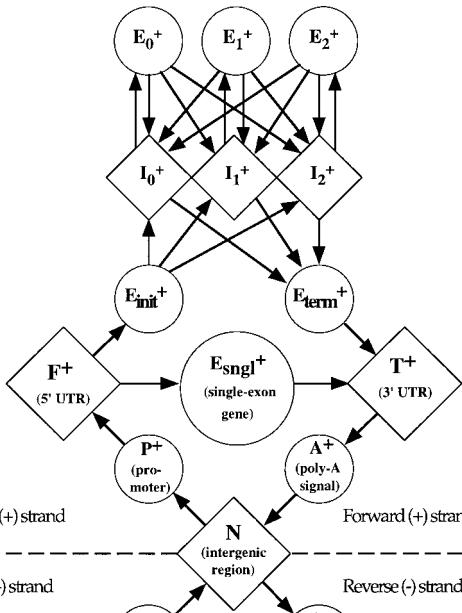 E0+ E1+ E2+
I0+ I1+ I2+
Einit+ Eterm+
F+
(5' UTR)
Esngl+
(single-exon
gene)
T+
(3' UTR)
P+
(pro-
moter)
A+
(poly-A
signal)
(+) strand
N
(intergenic
region)
Forward (+) stran
-) strand
Reverse (-) strand